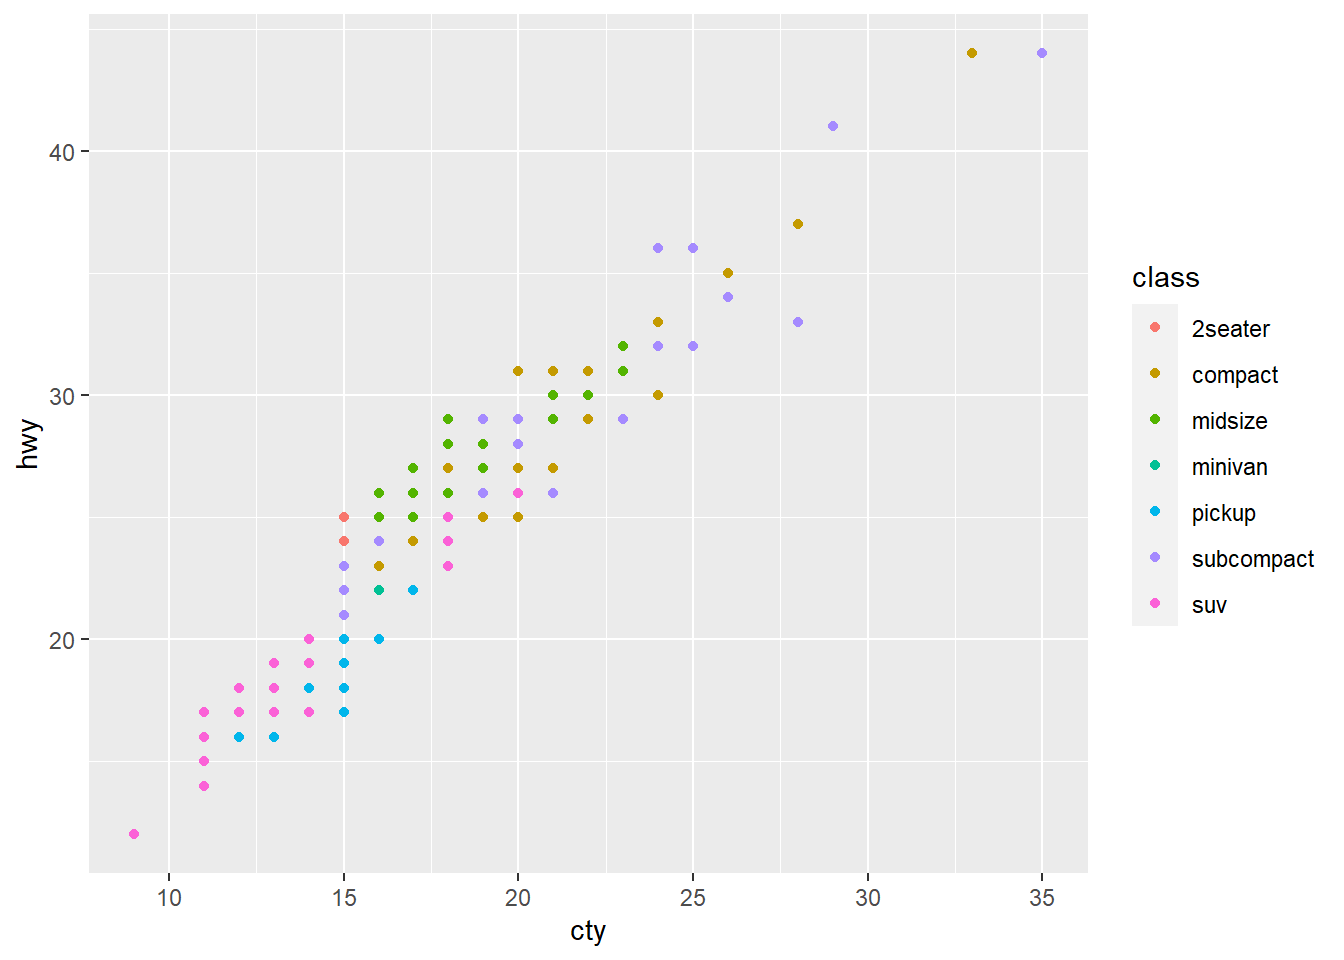 hwy
40
30
20
10 15 20 25 30 35
cty
class
2seater
compact
midsize
minivan
pickup
subcompact
suv